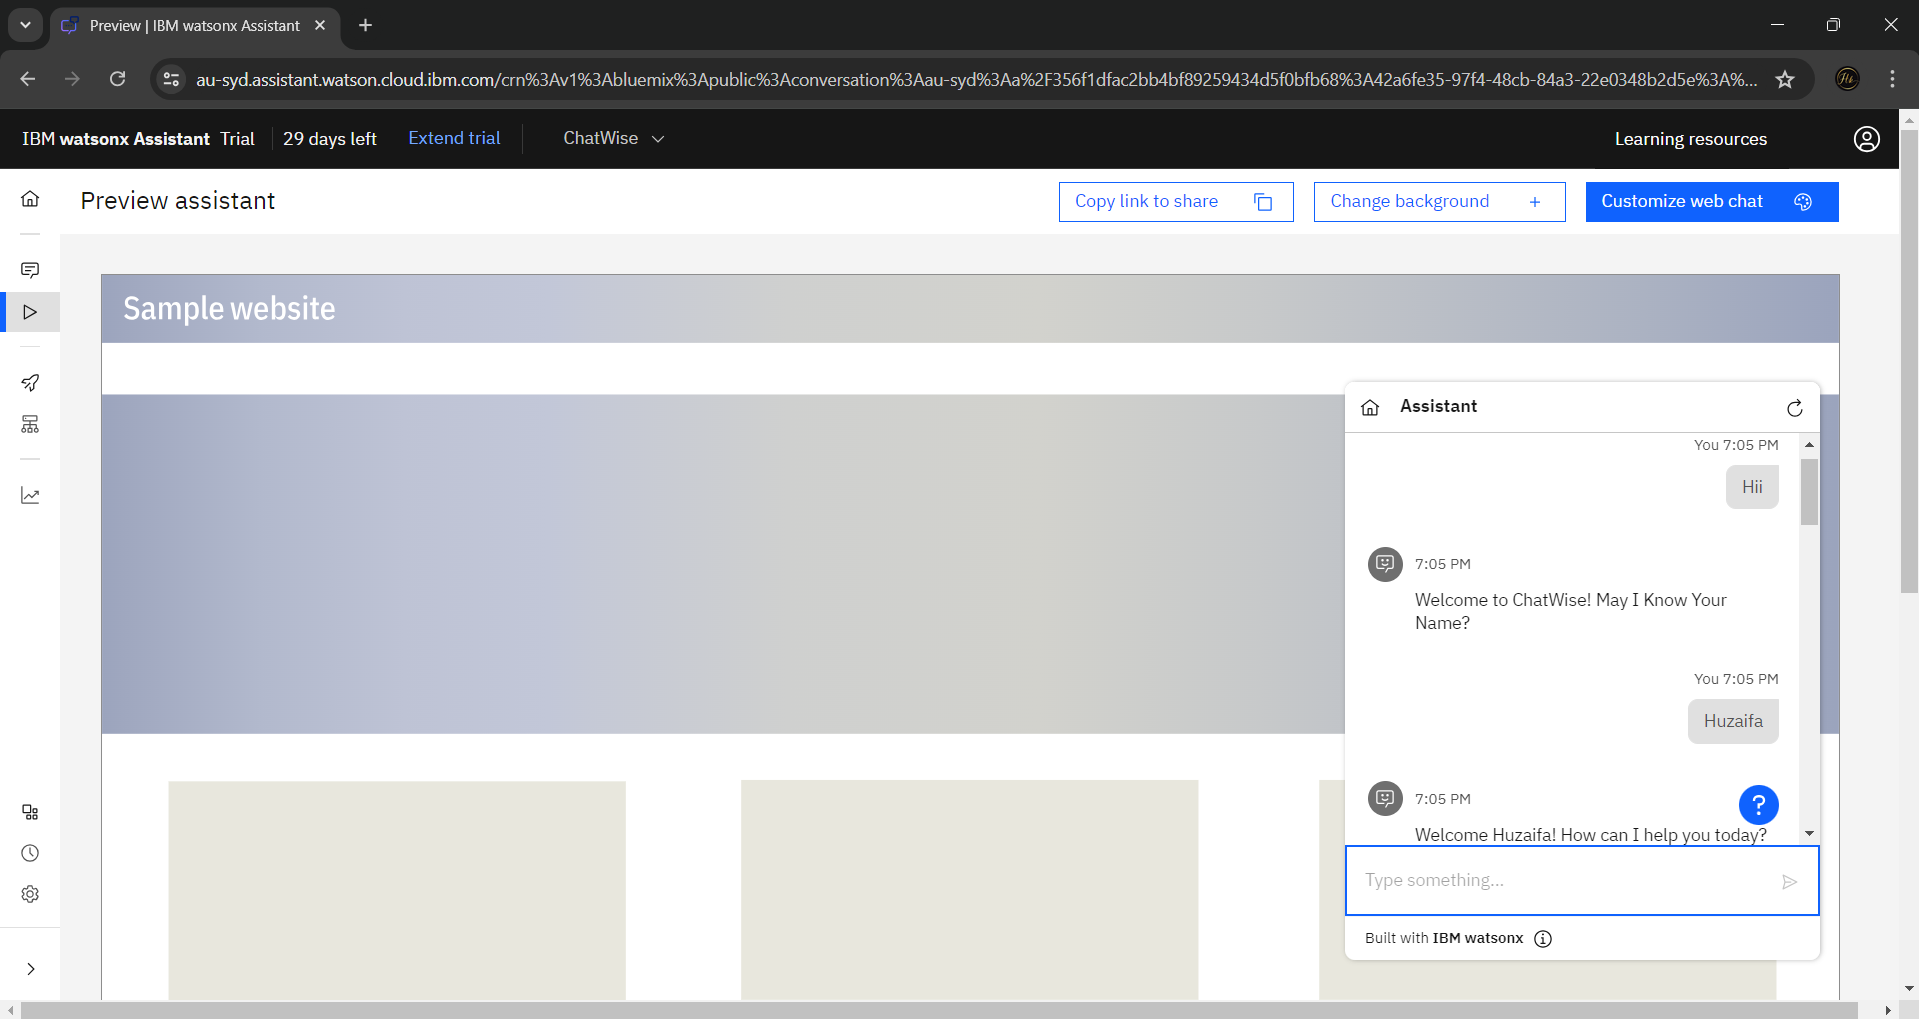 Preview | IBM watsonx Assistant
au-syd.assistant.watson.cloud.ibm.com/crn%3Av1%3Abluemix%3Apublic%3Aconversation%3Aau-syd%3Aa%2F356f1dfac2bb4bf89259434d5f0bfb68%3A42a6fe35-97f4-48cb-84a3-22e0348b2d5e%3A%...
IBM watsonx Assistant Trial 29 days left Extend trial ChatWise Learning resources
Preview assistant Copy link to share Change background + Customize web chat
Sample website
Assistant
You 7:05 PM
Hii
7:05 PM
Welcome to ChatWise! May I Know Your
Name?
You 7:05 PM
Huzaifa
7:05 PM
?
Welcome Huzaifa! How can I help you today?
Type something...
Built with IBM watsonx